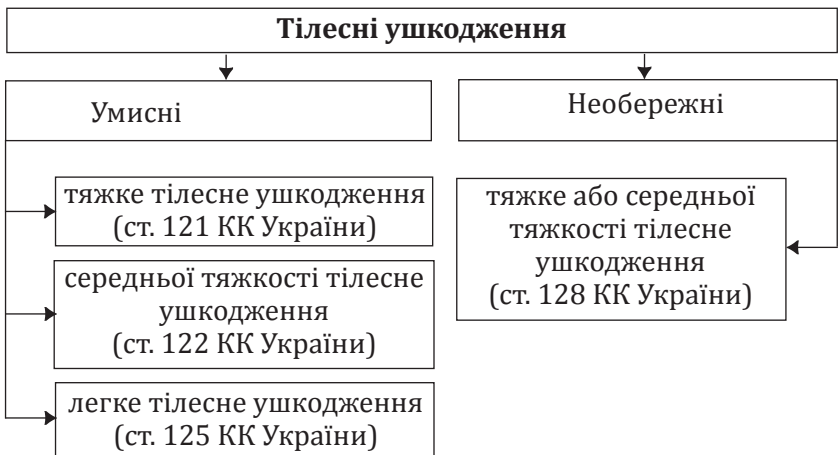 Тілесні ушкодження
Умисні
Необережні
тяжке тілесне ушкодження
(ст. 121 КК України)
середньої тяжкості тілесне
ушкодження
(ст. 122 КК України)
легке тілесне ушкодження
(ст. 125 КК України)
тяжке або середньої
тяжкості тілесне
ушкодження
(ст. 128 КК України)